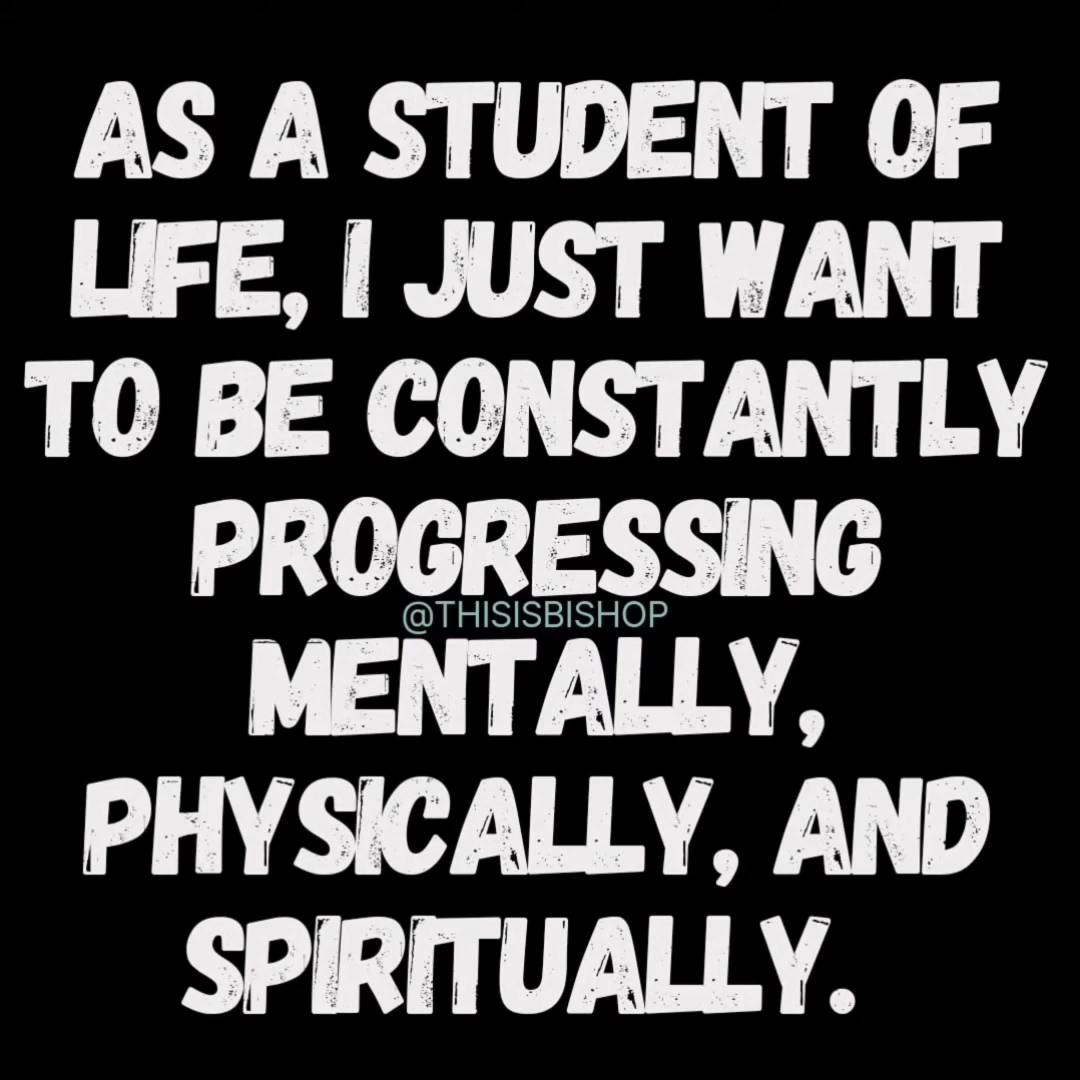 AS A STUDENT OF
LIFE, I JUST WANT
TO BE CONSTANTLY
PROGRESSING
@THISISBISHOP
MENTALLY,
PHYSICALLY, AND
SPIRITUALLY.